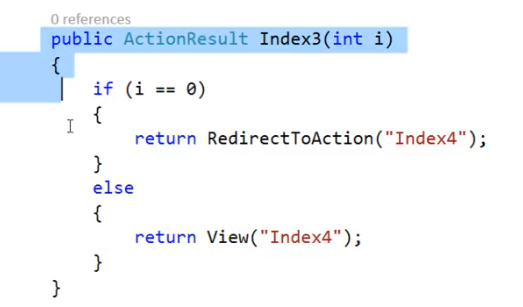 0 references
public ActionResult Index3(int i)
{
if (i == 0)
{
return RedirectToAction("Index4");
}
else
{
return View("Index4");
}
}